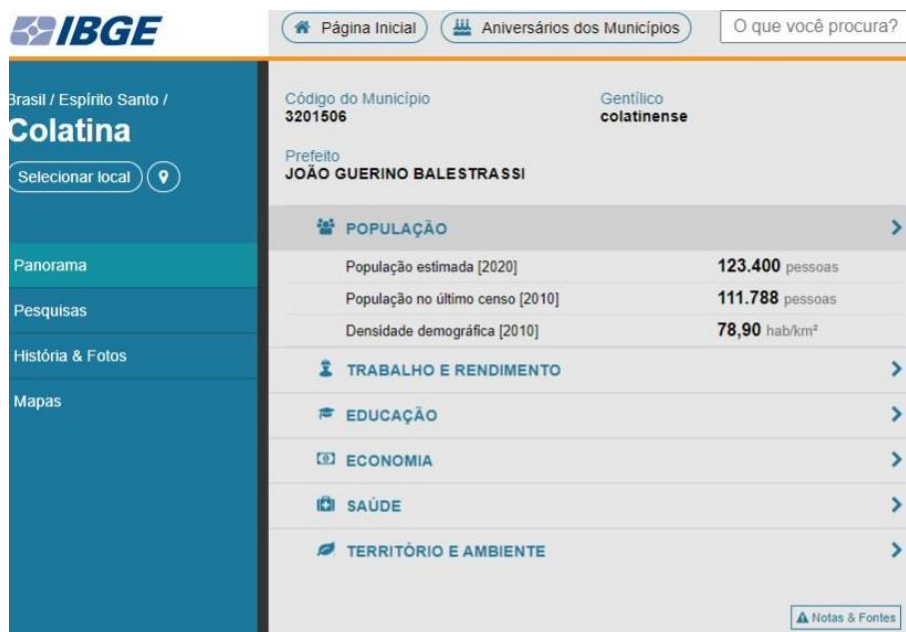 IBGE
Página Inicial
Aniversários dos Municípios
O que você procura?
Brasil / Espírito Santo /
Colatina
Selecionar local
Panorama
Pesquisas
História & Fotos
Mapas
Código do Município
3201506
Gentílico
colatinense
Prefeito
JOÃO GUERINO BALESTRASSI
POPULAÇÃO
População estimada [2020] 123.400 pessoas
População no último censo [2010] 111.788 pessoas
Densidade demográfica [2010] 78,90 hab/km²
TRABALHO E RENDIMENTO
EDUCAÇÃO
ECONOMIA
SAÚDE
TERRITÓRIO E AMBIENTE
Notas & Fontes